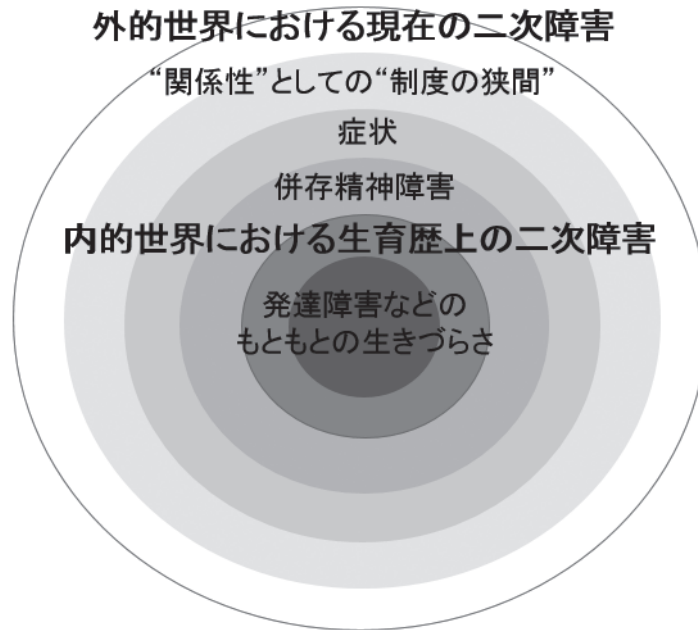 外的世界における現在の二次障害
“関係性”としての“制度の狭間”
症状
併存精神障害
内的世界における生育歴上の二次障害
発達障害などの
もともとの生きづらさ